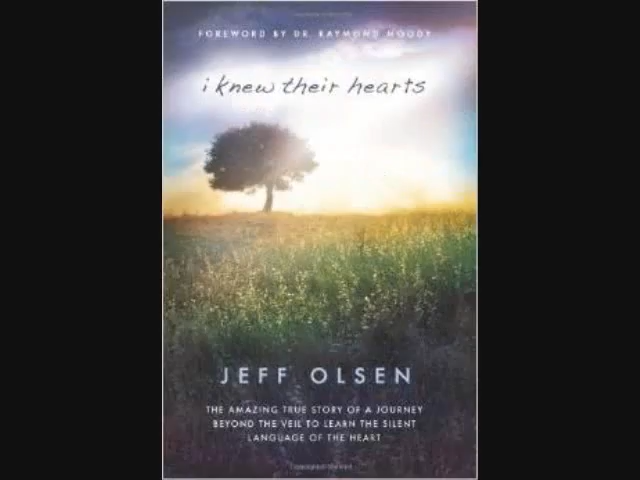 FOREWORD BY DR. RAYMOND MOODY
i knew their hearts
JEFF OLSEN
THE AMAZING TRUE STORY OF A JOURNEY
BEYOND THE VEIL TO LEARN THE SILENT
LANGUAGE OF THE HEART